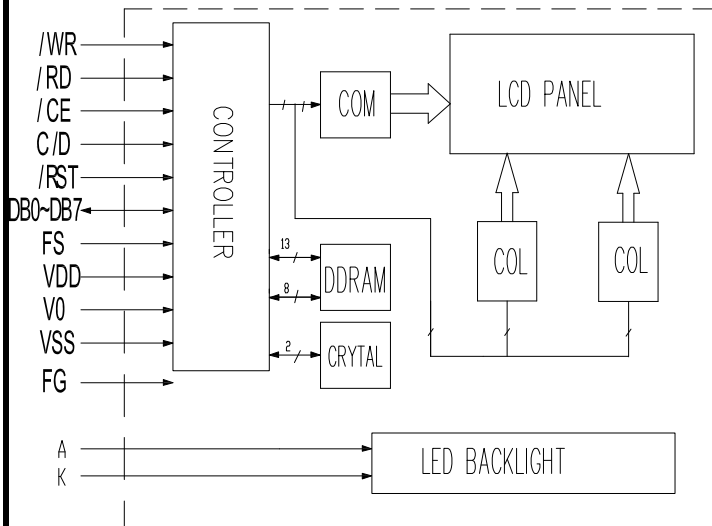 /WR
/RD
/CE
C/D
/RST
DB0~DB7
FS
VDD
V0
VSS
FG
A
K
CONTROLLER
COM
LCD PANEL
COL
COL
13
8
DDRAM
2
CRYTAL
LED BACKLIGHT